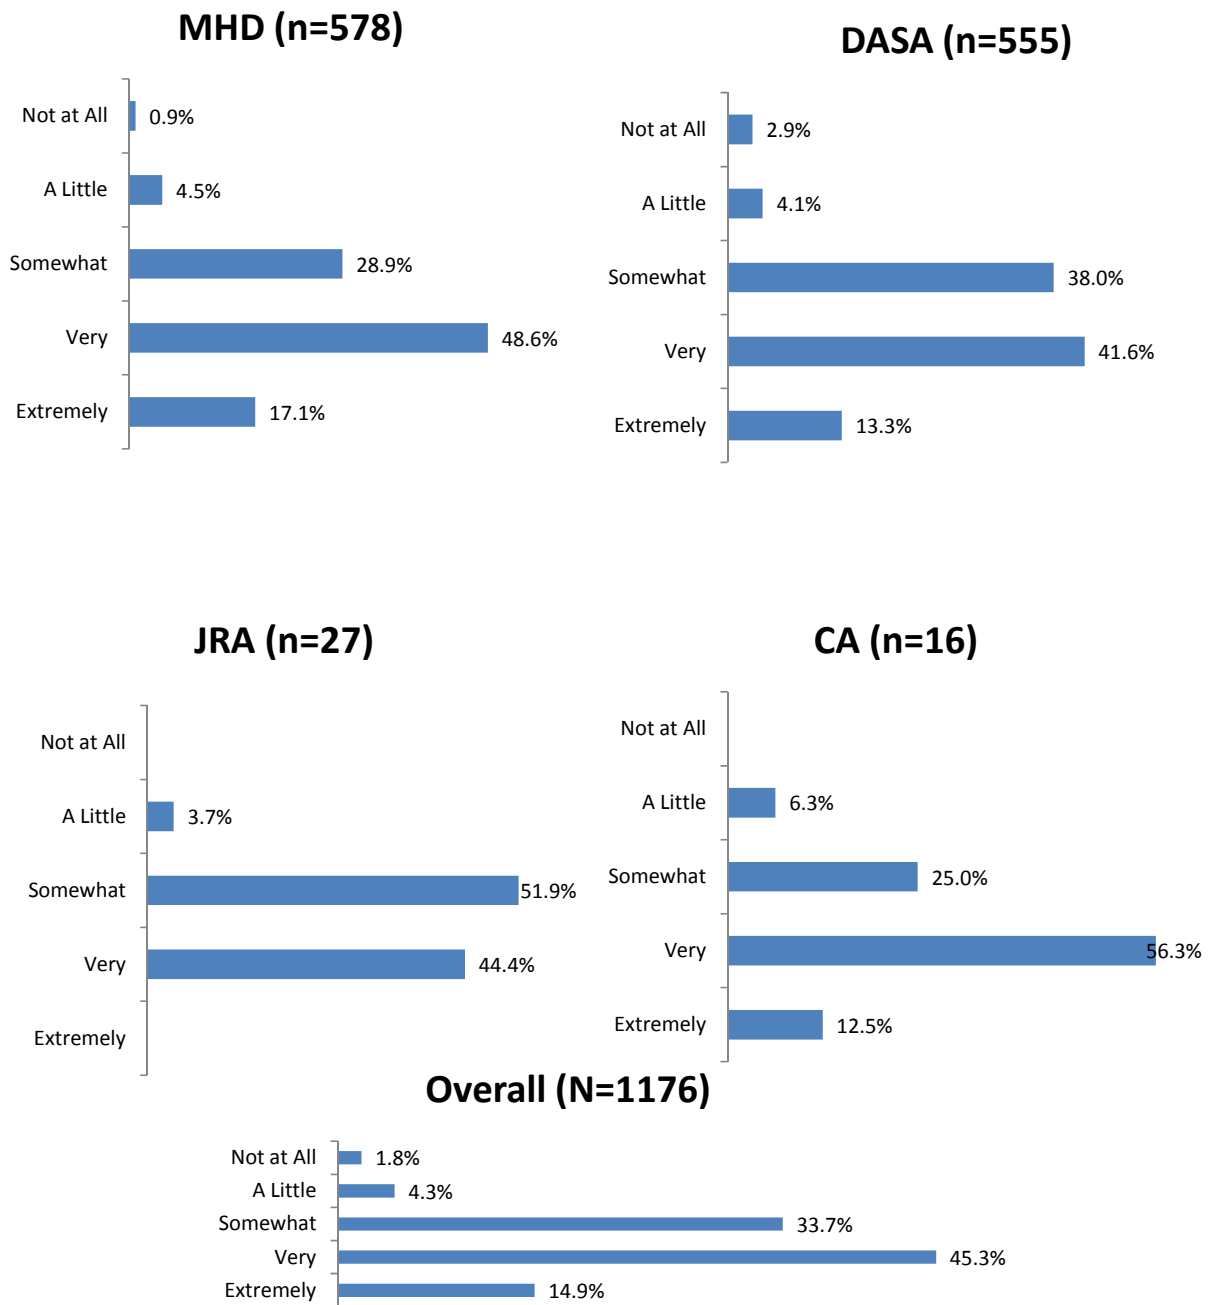 MHD (n=578)
Not at All 0.9%
A Little 4.5%
Somewhat 28.9%
Very 48.6%
Extremely 17.1%
DASA (n=555)
Not at All 2.9%
A Little 4.1%
Somewhat 38.0%
Very 41.6%
Extremely 13.3%
JRA (n=27)
Not at All
A Little 3.7%
Somewhat 51.9%
Very 44.4%
Extremely
CA (n=16)
Not at All
A Little 6.3%
Somewhat 25.0%
Very 56.3%
Extremely 12.5%
Overall (N=1176)
Not at All 1.8%
A Little 4.3%
Somewhat 33.7%
Very 45.3%
Extremely 14.9%